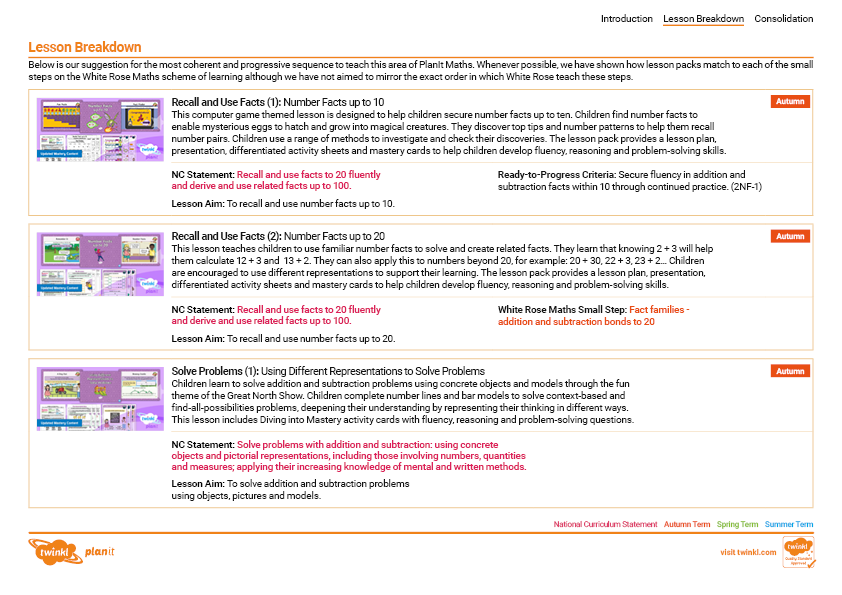 Introduction Lesson Breakdown Consolidation
Lesson Breakdown
Below is our suggestion for the most coherent and progressive sequence to teach this area of PlanIt Maths. Whenever possible, we have shown how lesson packs match to each of the small
steps on the White Rose Maths scheme of learning although we have not aimed to mirror the exact order in which White Rose teach these steps.
Recall and Use Facts (1): Number Facts up to 10
Autumn
This computer game themed lesson is designed to help children secure number facts up to ten. Children find number facts to
enable mysterious eggs to hatch and grow into magical creatures. They discover top tips and number patterns to help them recall
number pairs. Children use a range of methods to investigate and check their discoveries. The lesson pack provides a lesson plan,
presentation, differentiated activity sheets and mastery cards to help children develop fluency, reasoning and problem-solving skills.
NC Statement: Recall and use facts to 20 fluently
and derive and use related facts up to 100.
Lesson Aim: To recall and use number facts up to 10.
Ready-to-Progress Criteria: Secure fluency in addition and
subtraction facts within 10 through continued practice. (2NF-1)
Recall and Use Facts (2): Number Facts up to 20
Autumn
This lesson teaches children to use familiar number facts to solve and create related facts. They learn that knowing 2 + 3 will help
them calculate 12 + 3 and 13 + 2. They can also apply this to numbers beyond 20, for example: 20 + 30, 22 + 3, 23 + 2... Children
are encouraged to use different representations to support their learning. The lesson pack provides a lesson plan, presentation,
differentiated activity sheets and mastery cards to help children develop fluency, reasoning and problem-solving skills.
NC Statement: Recall and use facts to 20 fluently
and derive and use related facts up to 100.
Lesson Aim: To recall and use number facts up to 20.
White Rose Maths Small Step: Fact families -
addition and subtraction bonds to 20
Solve Problems (1): Using Different Representations to Solve Problems
Autumn
Children learn to solve addition and subtraction problems using concrete objects and models through the fun
theme of the Great North Show. Children complete number lines and bar models to solve context-based and
find-all-possibilities problems, deepening their understanding by representing their thinking in different ways.
This lesson includes Diving into Mastery activity cards with fluency, reasoning and problem-solving questions.
NC Statement: Solve problems with addition and subtraction: using concrete
objects and pictorial representations, including those involving numbers, quantities
and measures; applying their increasing knowledge of mental and written methods.
Lesson Aim: To solve addition and subtraction problems
using objects, pictures and models.
National Curriculum Statement Autumn Term Spring Term Summer Term
twinkl planit
visit twinkl.com
twinkl
Quality Standard
Approved